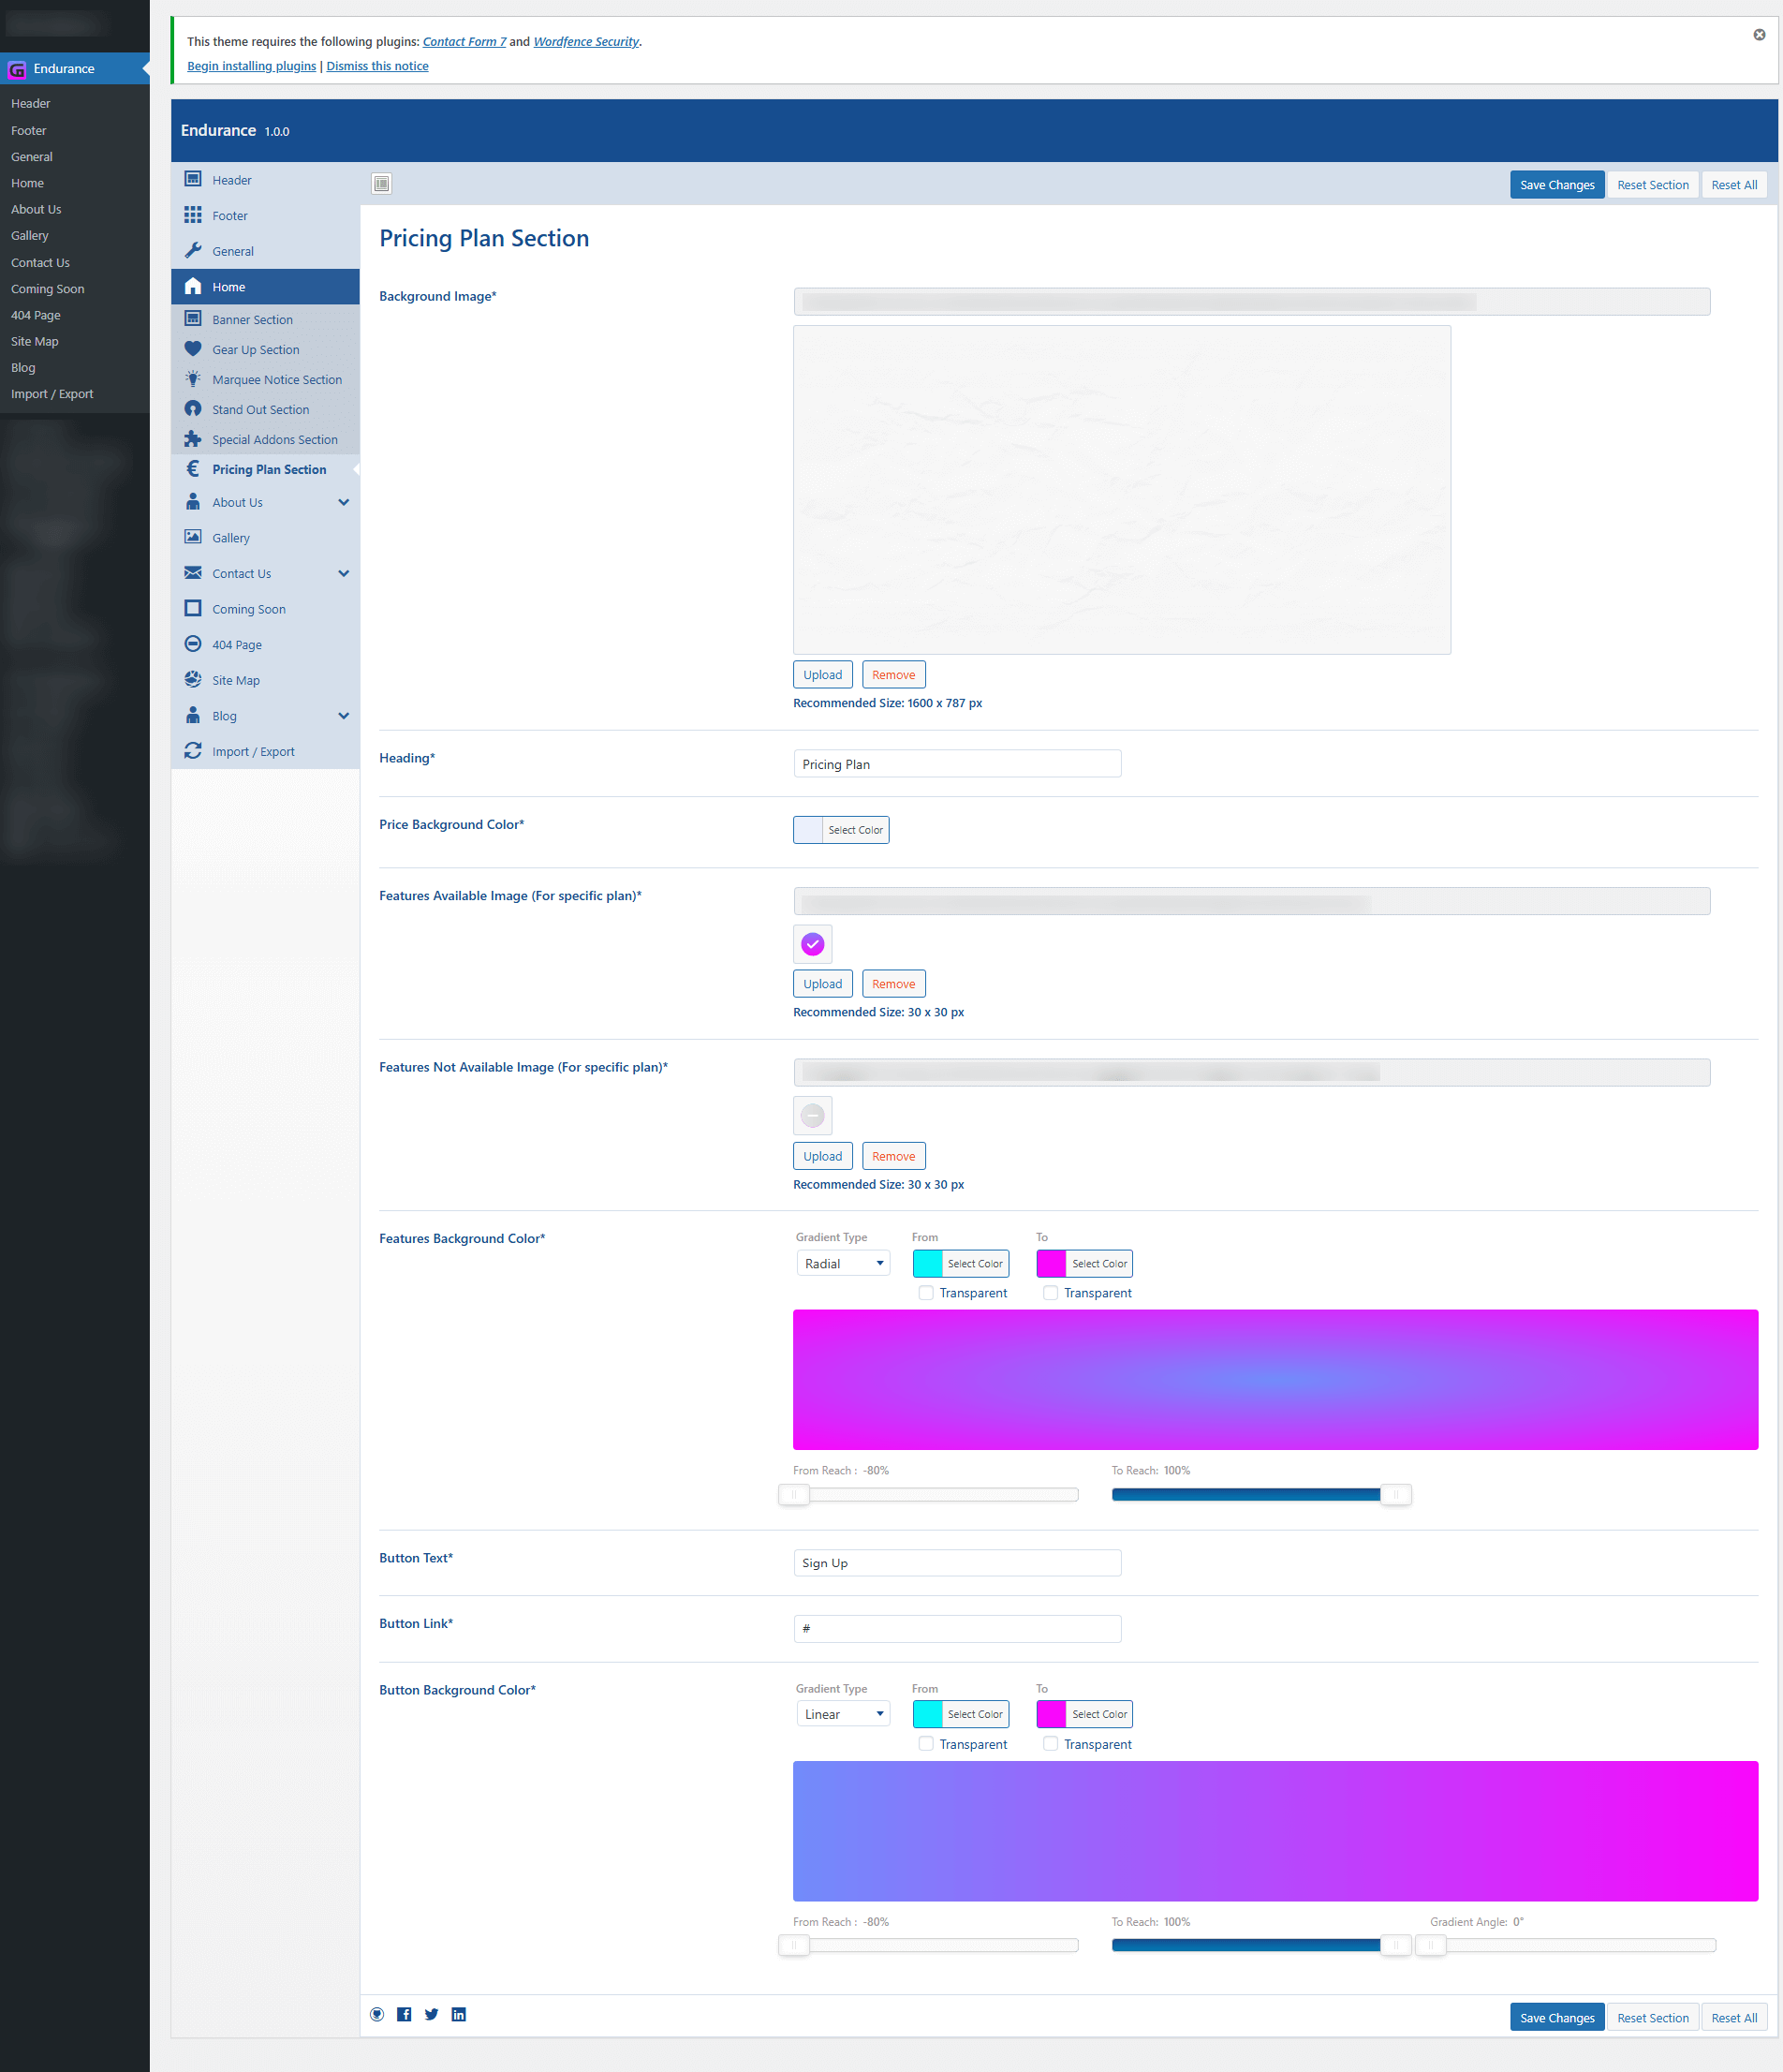 This theme requires the following plugins: Contact Form 7 and Wordfence Security.
Begin installing plugins | Dismiss this notice
Endurance
Header
Footer
General
Home
About Us
Gallery
Contact Us
Coming Soon
404 Page
Site Map
Blog
Import / Export
Endurance 1.0.0
Header
Footer
General
Home
Banner Section
Gear Up Section
Marquee Notice Section
Stand Out Section
Special Addons Section
Pricing Plan Section
About Us
Gallery
Contact Us
Coming Soon
404 Page
Site Map
Blog
Import / Export
Save Changes Reset Section Reset All
Pricing Plan Section
Background Image*
Upload Remove
Recommended Size: 1600 x 787 px
Heading* Pricing Plan
Price Background Color* Select Color
Features Available Image (For specific plan)*
Upload Remove
Recommended Size: 30 x 30 px
Features Not Available Image (For specific plan)*
Upload Remove
Recommended Size: 30 x 30 px
Features Background Color*
Gradient Type From To
Radial Select Color Select Color
Transparent Transparent
From Reach : -80% To Reach: 100%
Button Text* Sign Up
Button Link* #
Button Background Color*
Gradient Type From To
Linear Select Color Select Color
Transparent Transparent
From Reach : -80% To Reach: 100% Gradient Angle: 0°
Save Changes Reset Section Reset All